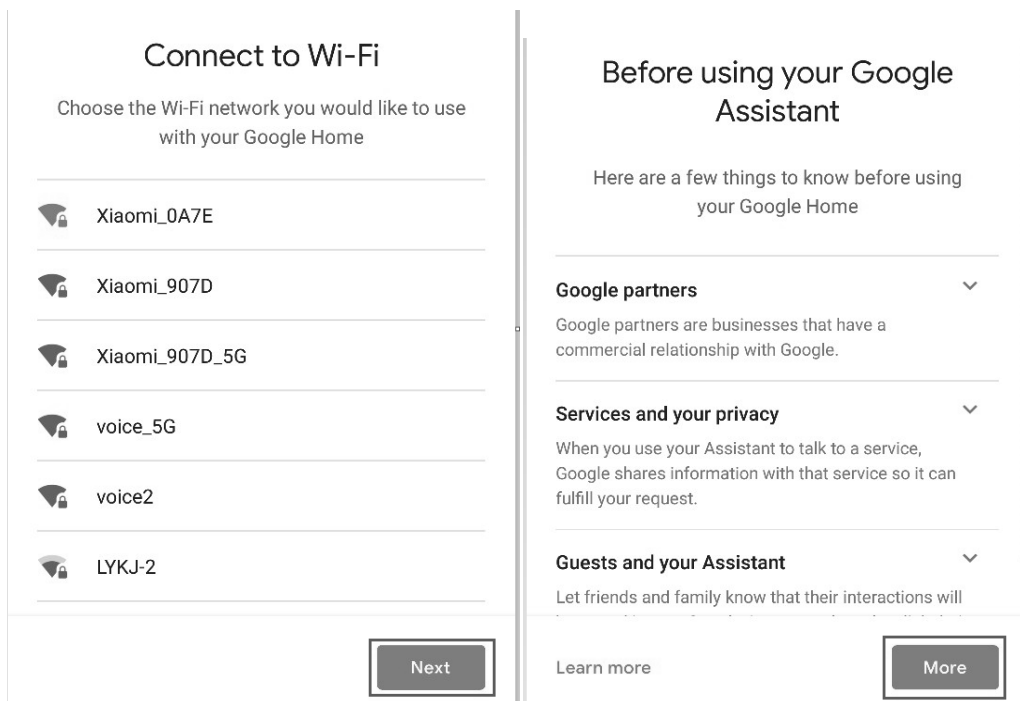 Connect to Wi-Fi
Choose the Wi-Fi network you would like to use
with your Google Home
Xiaomi_0A7E
Xiaomi_907D
Xiaomi_907D_5G
voice_5G
voice2
LYKJ-2
Next
Before using your Google
Assistant
Here are a few things to know before using
your Google Home
Google partners
Google partners are businesses that have a
commercial relationship with Google.
Services and your privacy
When you use your Assistant to talk to a service,
Google shares information with that service so it can
fulfill your request.
Guests and your Assistant
Let friends and family know that their interactions will
Learn more
More